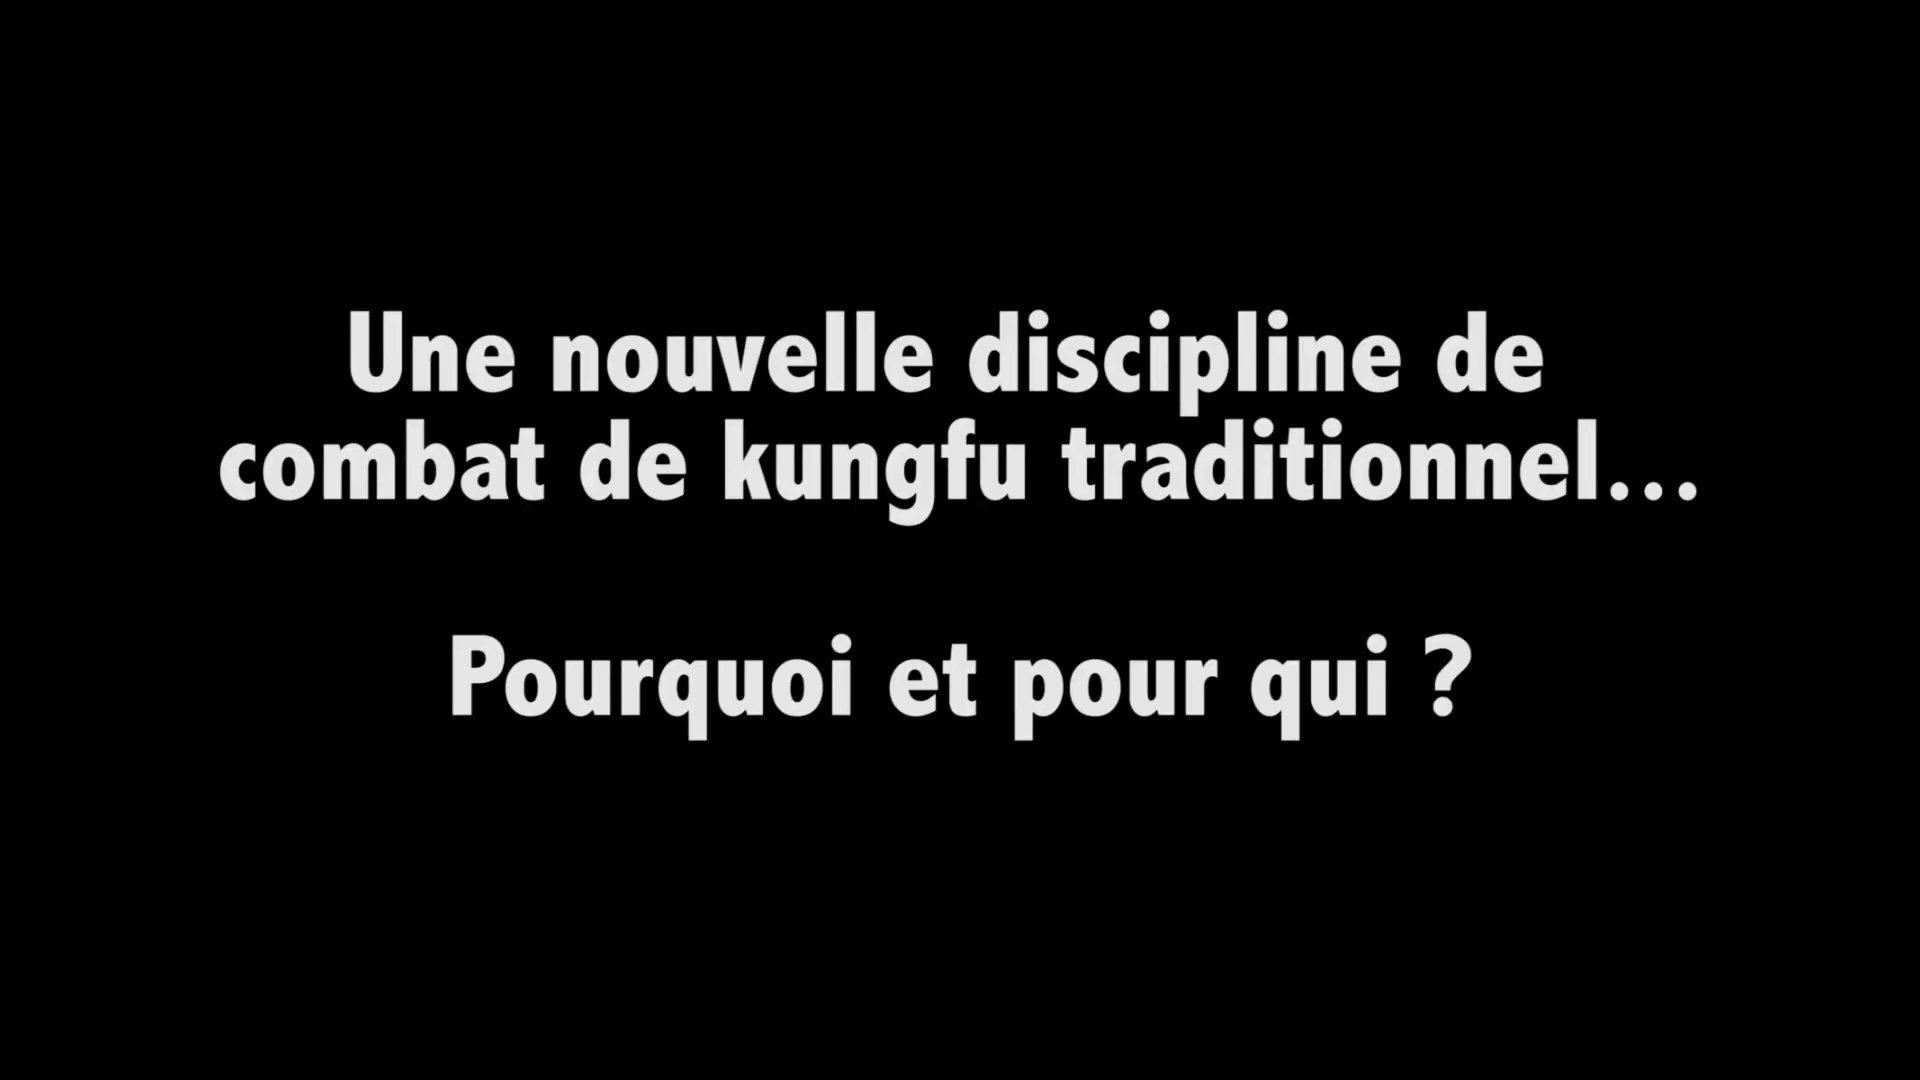 Une nouvelle discipline de
combat de kungfu traditionnel...
Pourquoi et pour qui ?